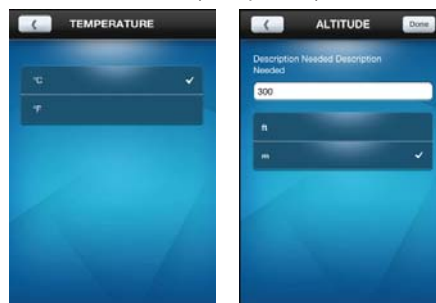 TEMPERATURE
°C
°F
ALTITUDE
Done
Description Needed Description
Needed
300
ft
m